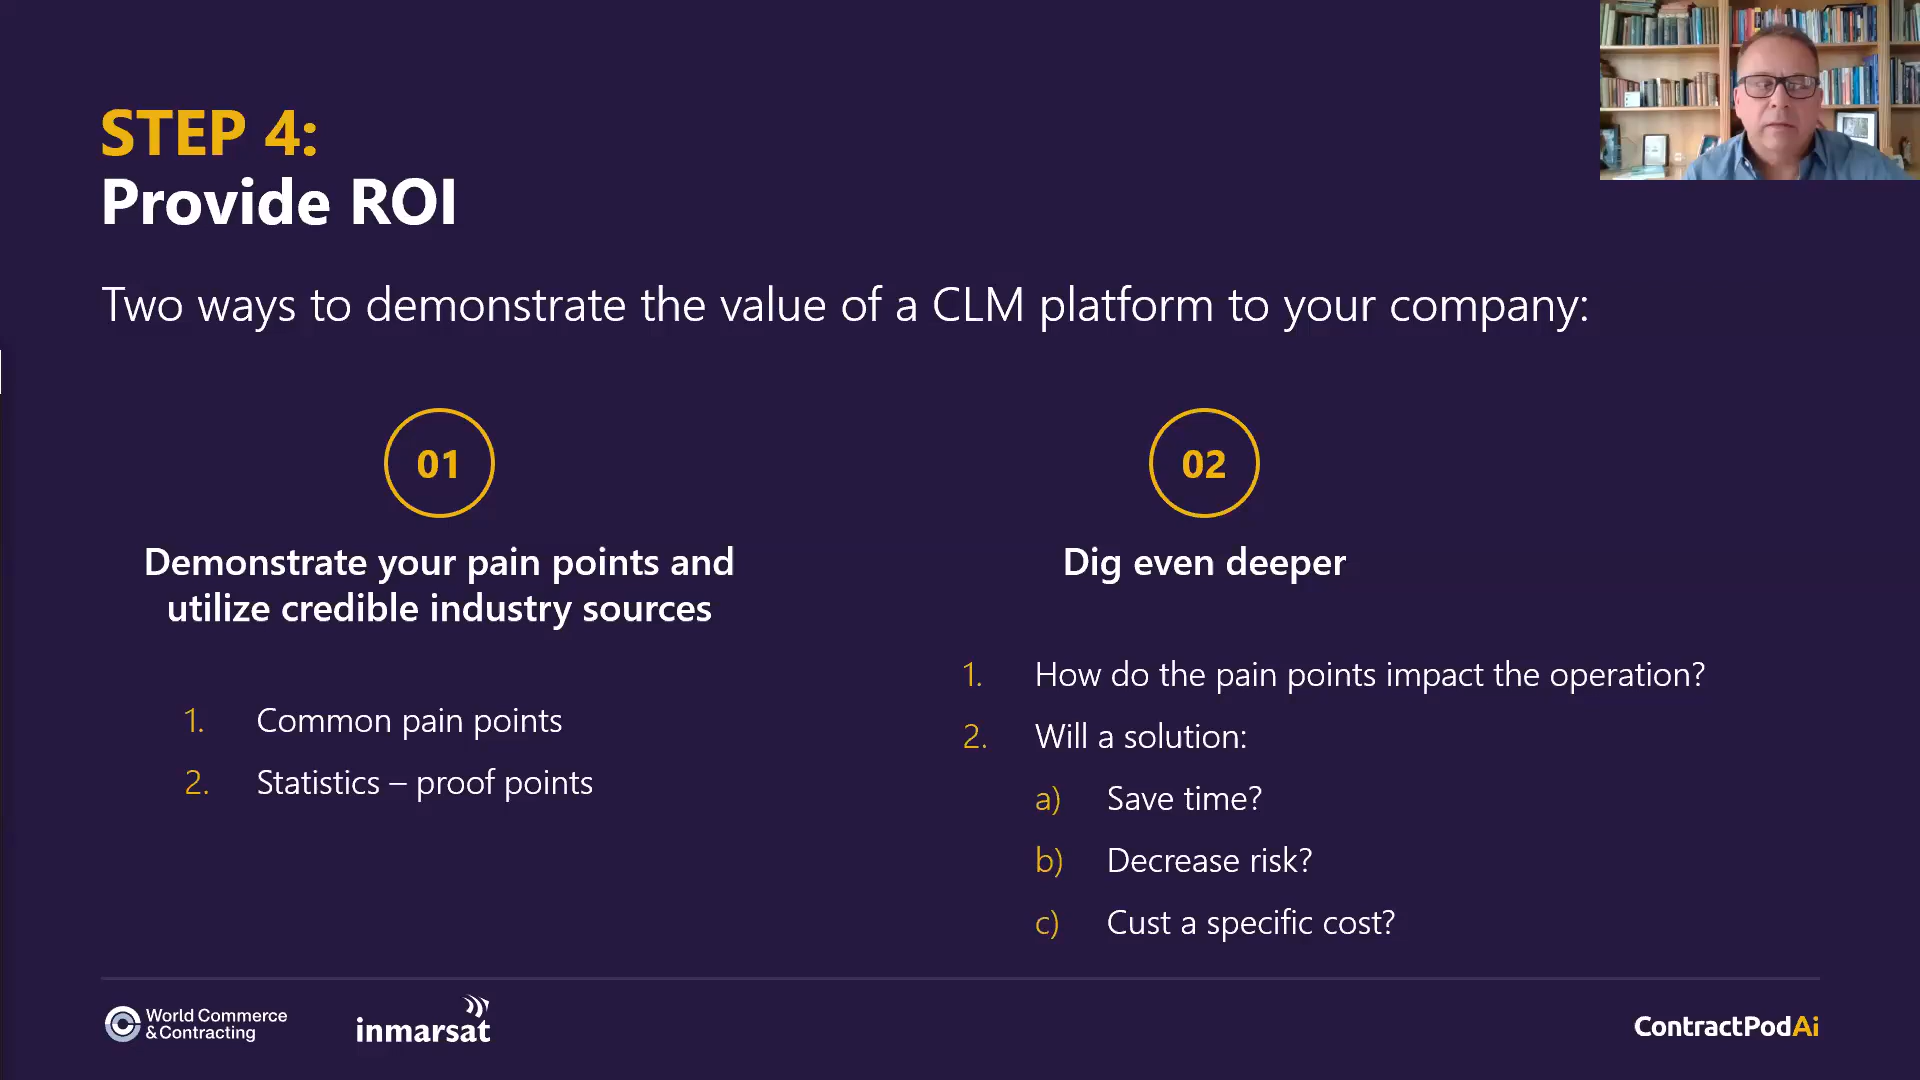 STEP 4:
Provide ROI
Two ways to demonstrate the value of a CLM platform to your company:
01
Demonstrate your pain points and
utilize credible industry sources
1. Common pain points
2. Statistics – proof points
02
Dig even deeper
1. How do the pain points impact the operation?
2. Will a solution:
a) Save time?
b) Decrease risk?
c) Cust a specific cost?
World Commerce
& Contracting
inmarsat
ContractPodAi